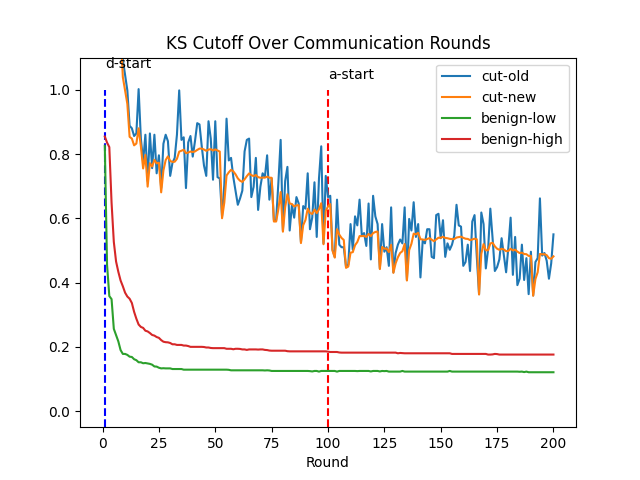 KS Cutoff Over Communication Rounds
d-start
a-start
cut-old
cut-new
benign-low
benign-high
1.0
0.8
0.6
0.4
0.2
0.0
0 25 50 75 100 125 150 175 200
Round